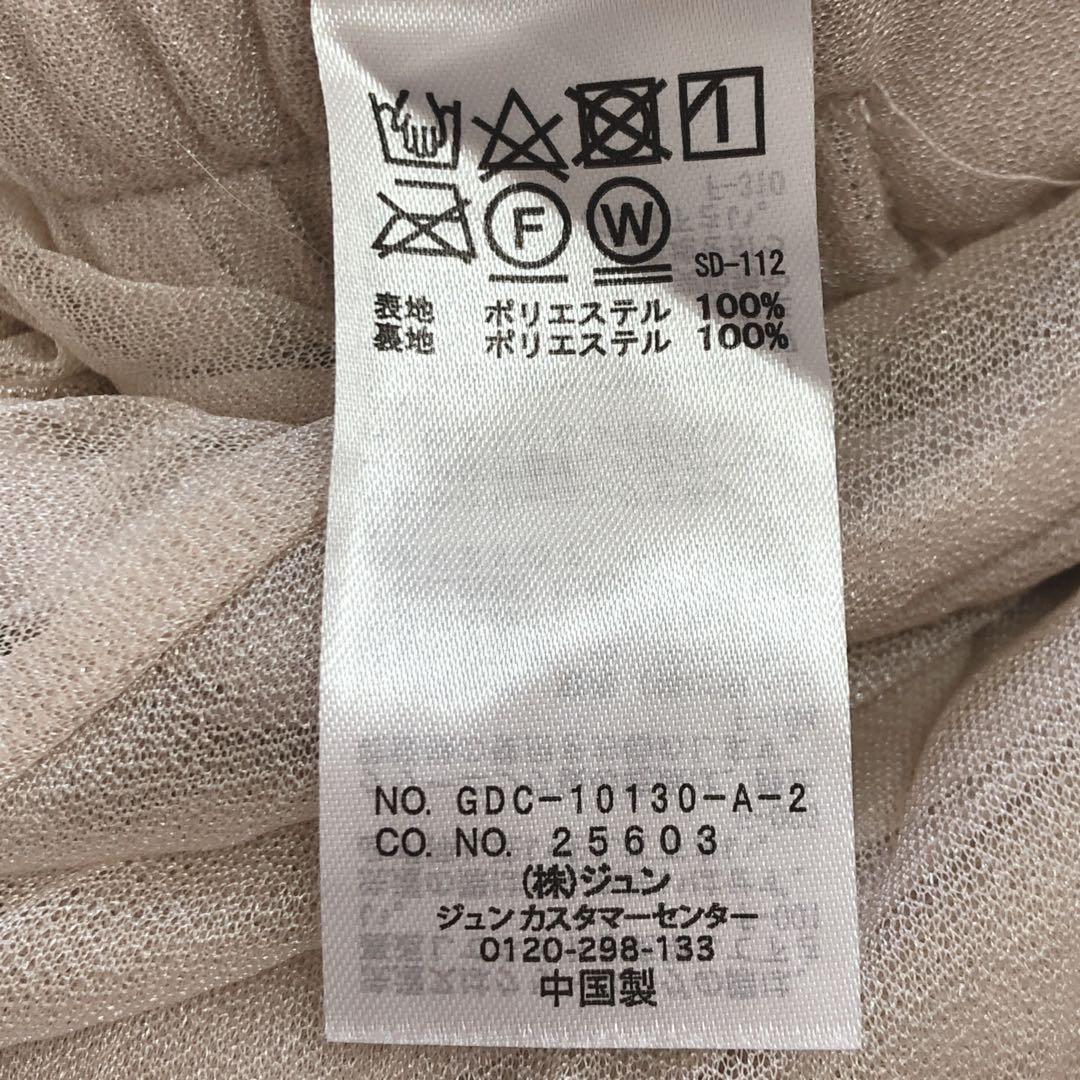 F
W
SD-112
表地 ポリエステル 100%
裏地 ポリエステル 100%
NO. GDC-10130-A-2
CO. NO. 25603
(株)ジュン
ジュンカスタマーセンター
0120-298-133
中国製